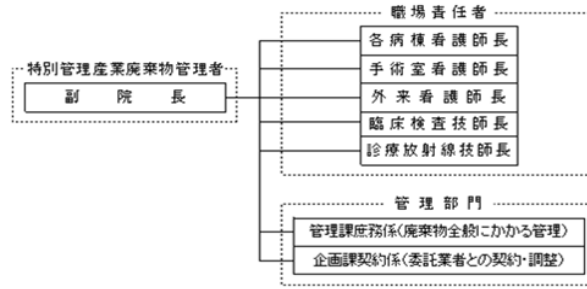 職場責任者
各病棟看護師長
手術室看護師長
外来看護師長
臨床検査技師長
診療放射線技師長
特別管理産業廃棄物管理者
副院長
管理部門
管理課庶務係(廃棄物全般にかかる管理)
企画課契約係(委託業者との契約・調整)